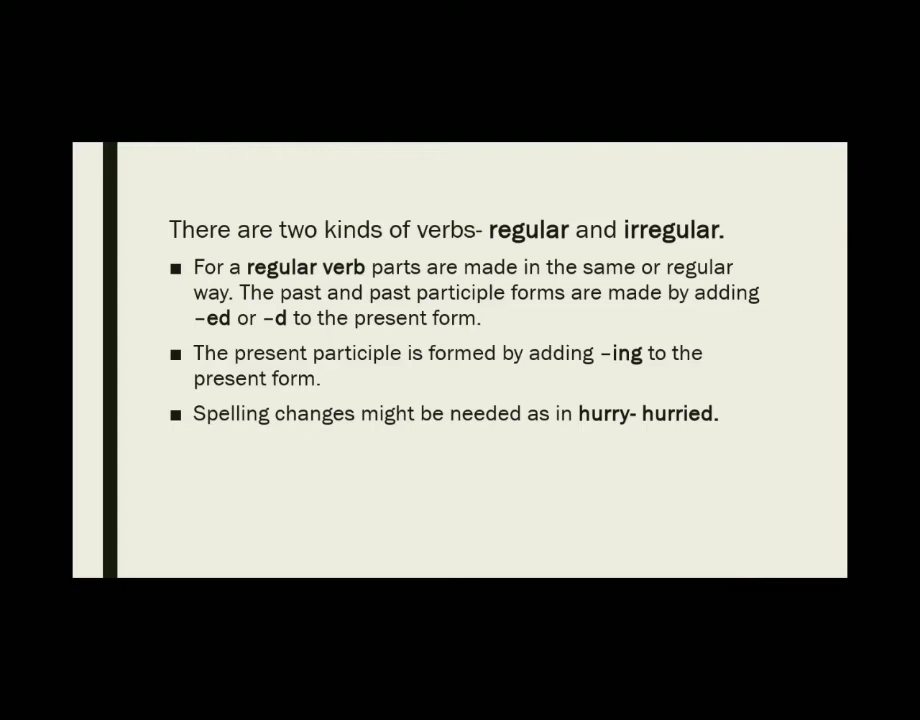 There are two kinds of verbs- regular and irregular.
■ For a regular verb parts are made in the same or regular
way. The past and past participle forms are made by adding
–ed or –d to the present form.
■ The present participle is formed by adding –ing to the
present form.
■ Spelling changes might be needed as in hurry- hurried.